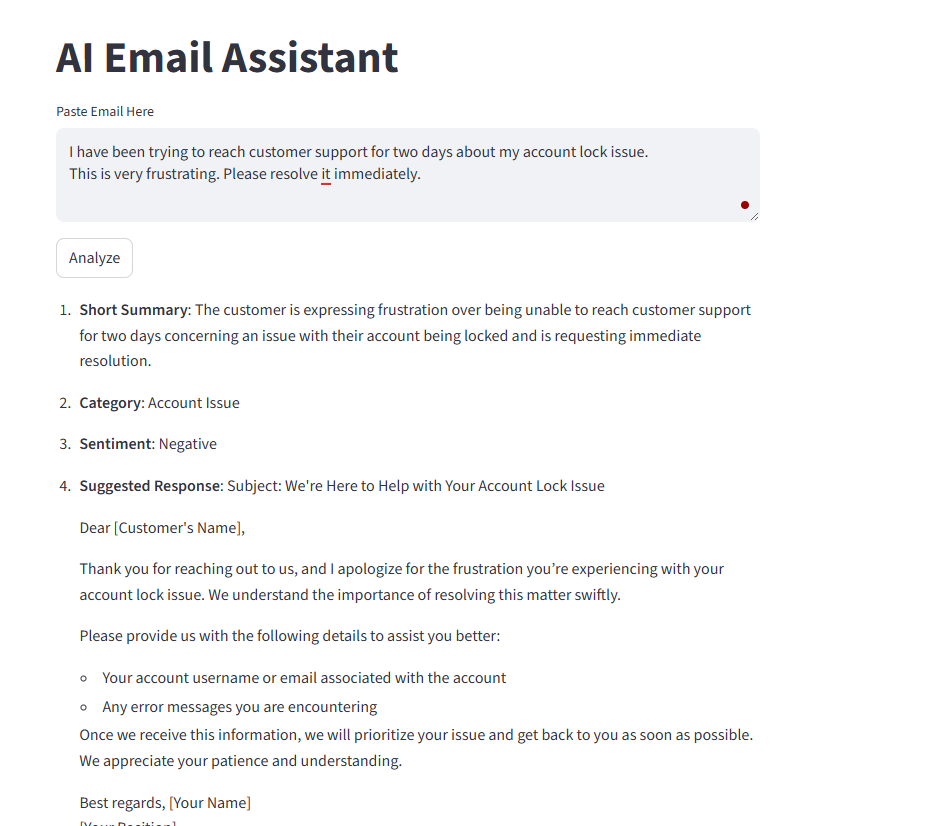 AI Email Assistant
Paste Email Here
I have been trying to reach customer support for two days about my account lock issue.
This is very frustrating. Please resolve it immediately.
Analyze
1. Short Summary: The customer is expressing frustration over being unable to reach customer support
for two days concerning an issue with their account being locked and is requesting immediate
resolution.
2. Category: Account Issue
3. Sentiment: Negative
4. Suggested Response: Subject: We're Here to Help with Your Account Lock Issue
Dear [Customer's Name],
Thank you for reaching out to us, and I apologize for the frustration you’re experiencing with your
account lock issue. We understand the importance of resolving this matter swiftly.
Please provide us with the following details to assist you better:
◦ Your account username or email associated with the account
◦ Any error messages you are encountering
Once we receive this information, we will prioritize your issue and get back to you as soon as possible.
We appreciate your patience and understanding.
Best regards, [Your Name]
[Your Position]